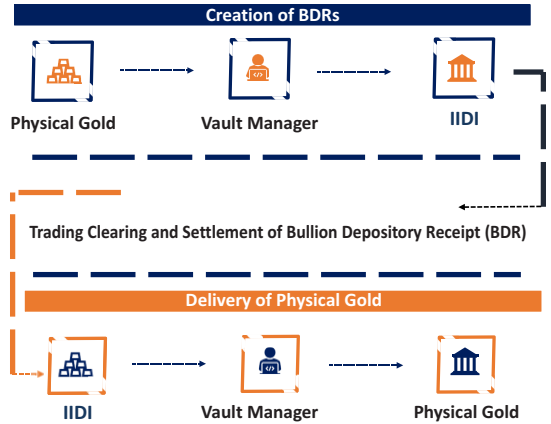 Creation of BDRs
Physical Gold
Vault Manager
IIDI
Trading Clearing and Settlement of Bullion Depository Receipt (BDR)
Delivery of Physical Gold
IIDI
Vault Manager
Physical Gold